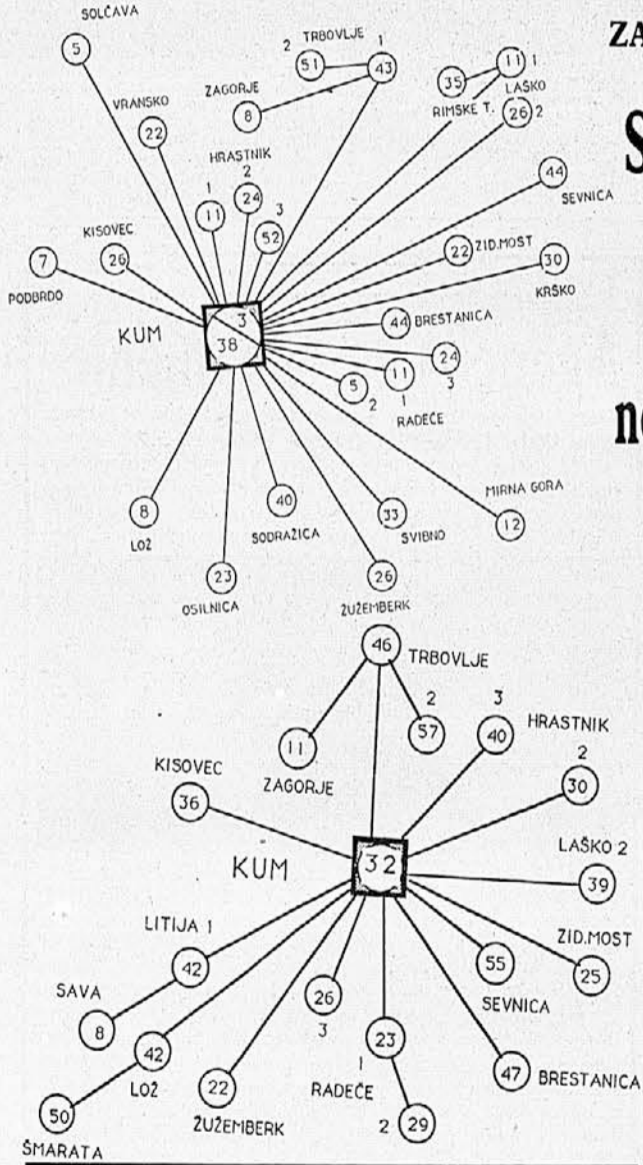 SOLČAVA
5
2 TRBOVLJE 1
51
43
ZA
11 1
35
VRANSKO
22
ZAGORJE
8
RIMSKE T.
LAŠKO
26 2
HRASTNIK
2
1
24
11
3
52
44
SEVNICA
KISOVEC
26
7
PODBRDO
22 ZID.MOST
30
KRŠKO
KUM
3
38
44 BRESTANICA
24
3
11
1
5
2
RADEČE
MIRNA GORA
12
8
LOŽ
40
SODRAŽICA
33
SVIBNO
23
OSILNICA
26
ŽUŽEMBERK
46
TRBOVLJE
2
57
3
40
HRASTNIK
11
ZAGORJE
2
30
KISOVEC
36
KUM
32
LAŠKO 2
39
LITIJA 1
42
ZID.MOST
25
55
SEVNICA
SAVA
8
26
3
42
LOŽ
23
1
RADEČE
22
ŽUŽEMBERK
47 BRESTANICA
2 29
50
ŠMARATA